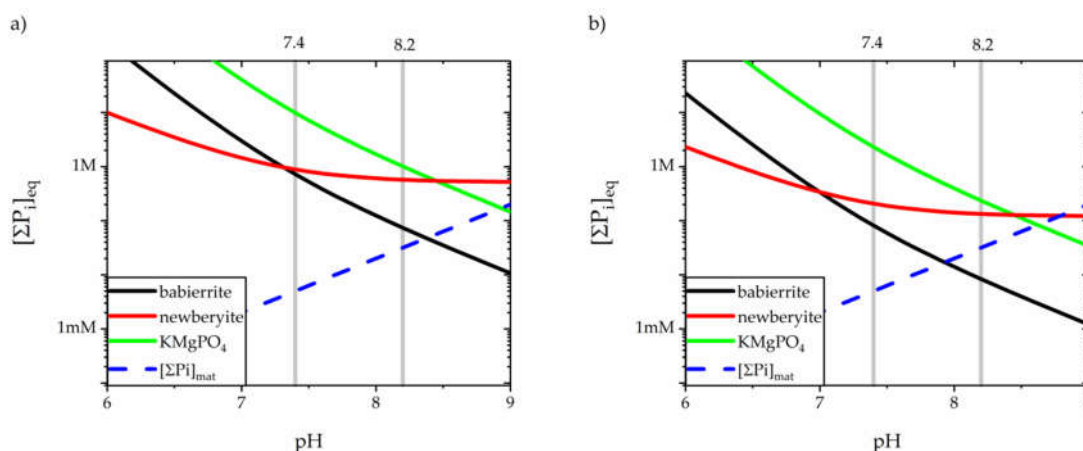 a)
7.4 8.2
1M
1mM
[ΣPi]eq
babierrite
newberyite
KMgPO₄
[ΣPi]mat
6 7 8 9
pH
b)
7.4 8.2
1M
1mM
[ΣPi]eq
babierrite
newberyite
KMgPO₄
[ΣPi]mat
6 7 8
pH